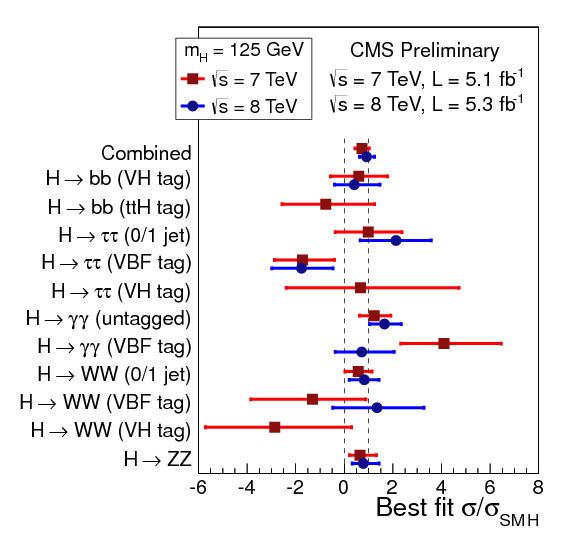 m_H = 125 GeV
√s = 7 TeV
√s = 8 TeV
CMS Preliminary
√s = 7 TeV, L = 5.1 fb⁻¹
√s = 8 TeV, L = 5.3 fb⁻¹
Combined
H → bb (VH tag)
H → bb (ttH tag)
H → ττ (0/1 jet)
H → ττ (VBF tag)
H → ττ (VH tag)
H → γγ (untagged)
H → γγ (VBF tag)
H → WW (0/1 jet)
H → WW (VBF tag)
H → WW (VH tag)
H → ZZ
-6 -4 -2 0 2 4 6 8
Best fit σ/σ_SMH